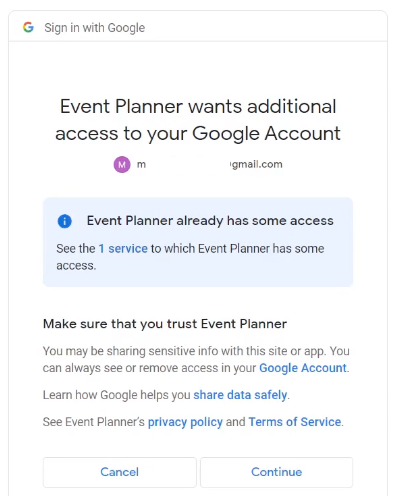 Sign in with Google
Event Planner wants additional
access to your Google Account
M m gmail.com
Event Planner already has some access
See the 1 service to which Event Planner has some
access.
Make sure that you trust Event Planner
You may be sharing sensitive info with this site or app. You
can always see or remove access in your Google Account.
Learn how Google helps you share data safely.
See Event Planner's privacy policy and Terms of Service.
Cancel Continue